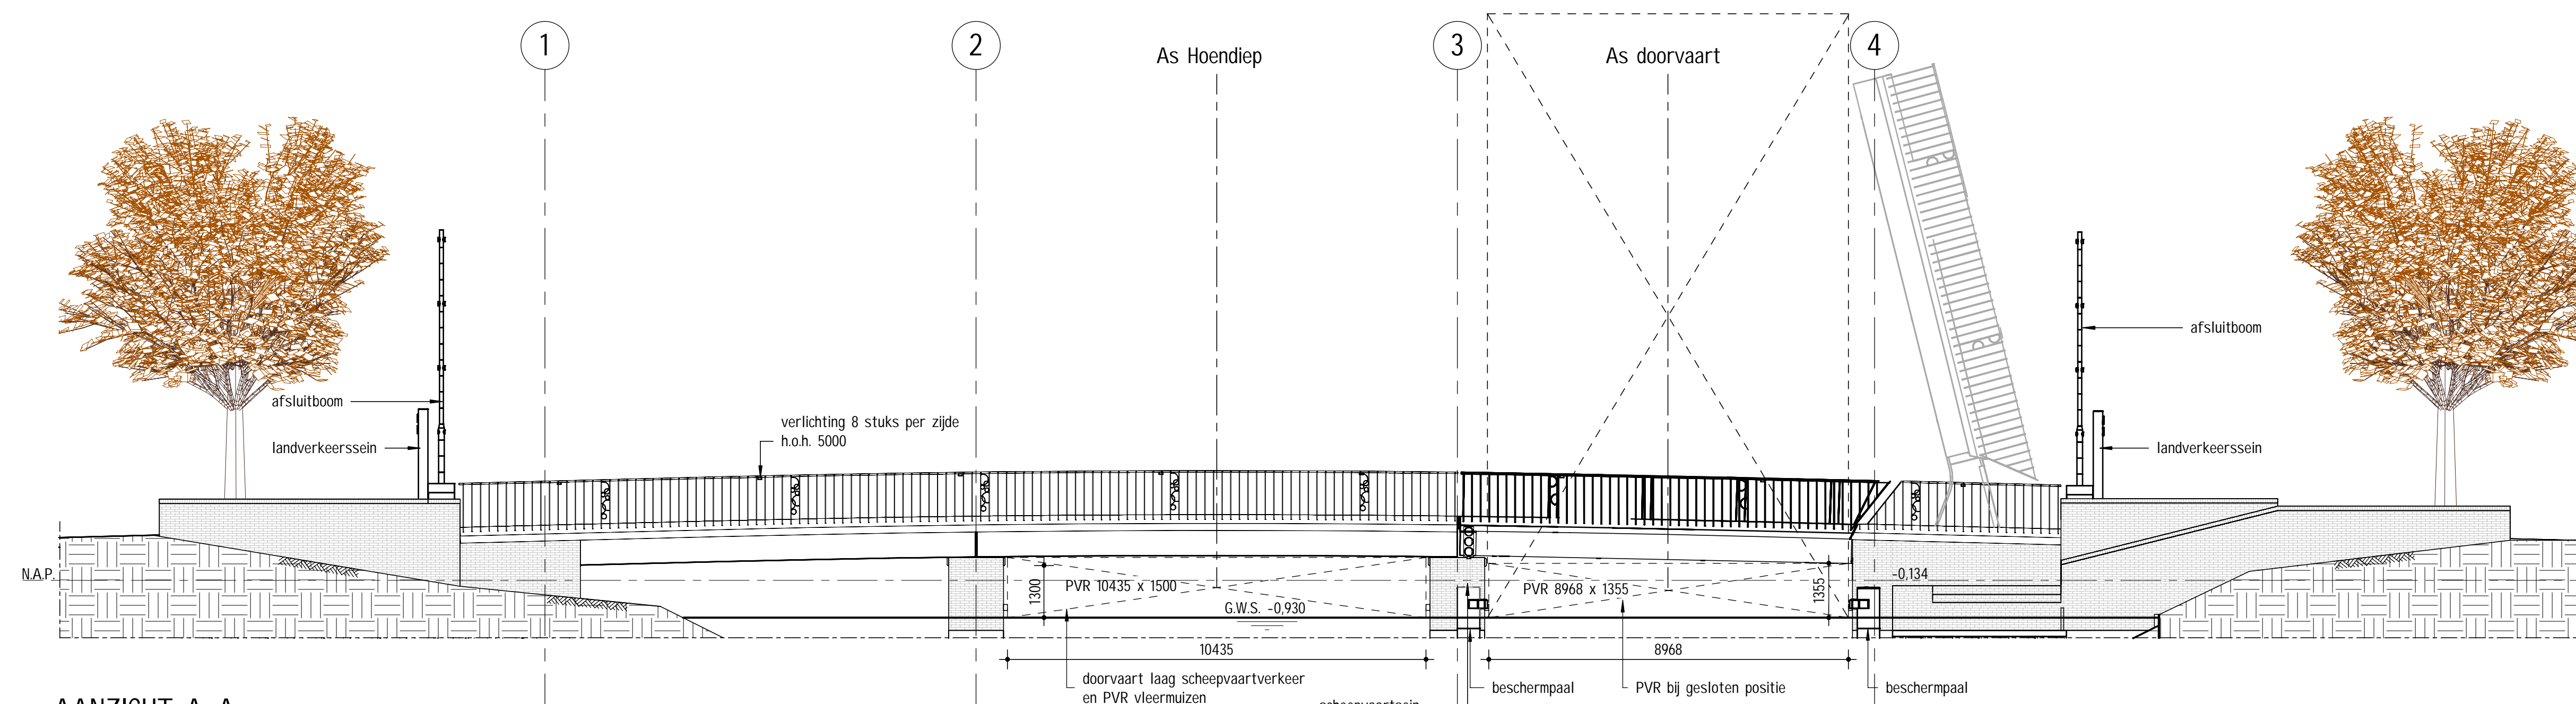 1
2
As Hoendiep
3
As doorvaart
4
afsluitboom
landverkeerssein
verlichting 8 stuks per zijde
h.o.h. 5000
afsluitboom
landverkeerssein
N.A.P.
1300
PVR 10435 x 1500
G.W.S. -0,930
PVR 8968 x 1355
1355
-0,134
10435
8968
doorvaart laag scheepvaartverkeer
en PVR vleermuizen
beschermpaal
PVR bij gesloten positie
beschermpaal
scheepvaartsein
AANZICHT A-A